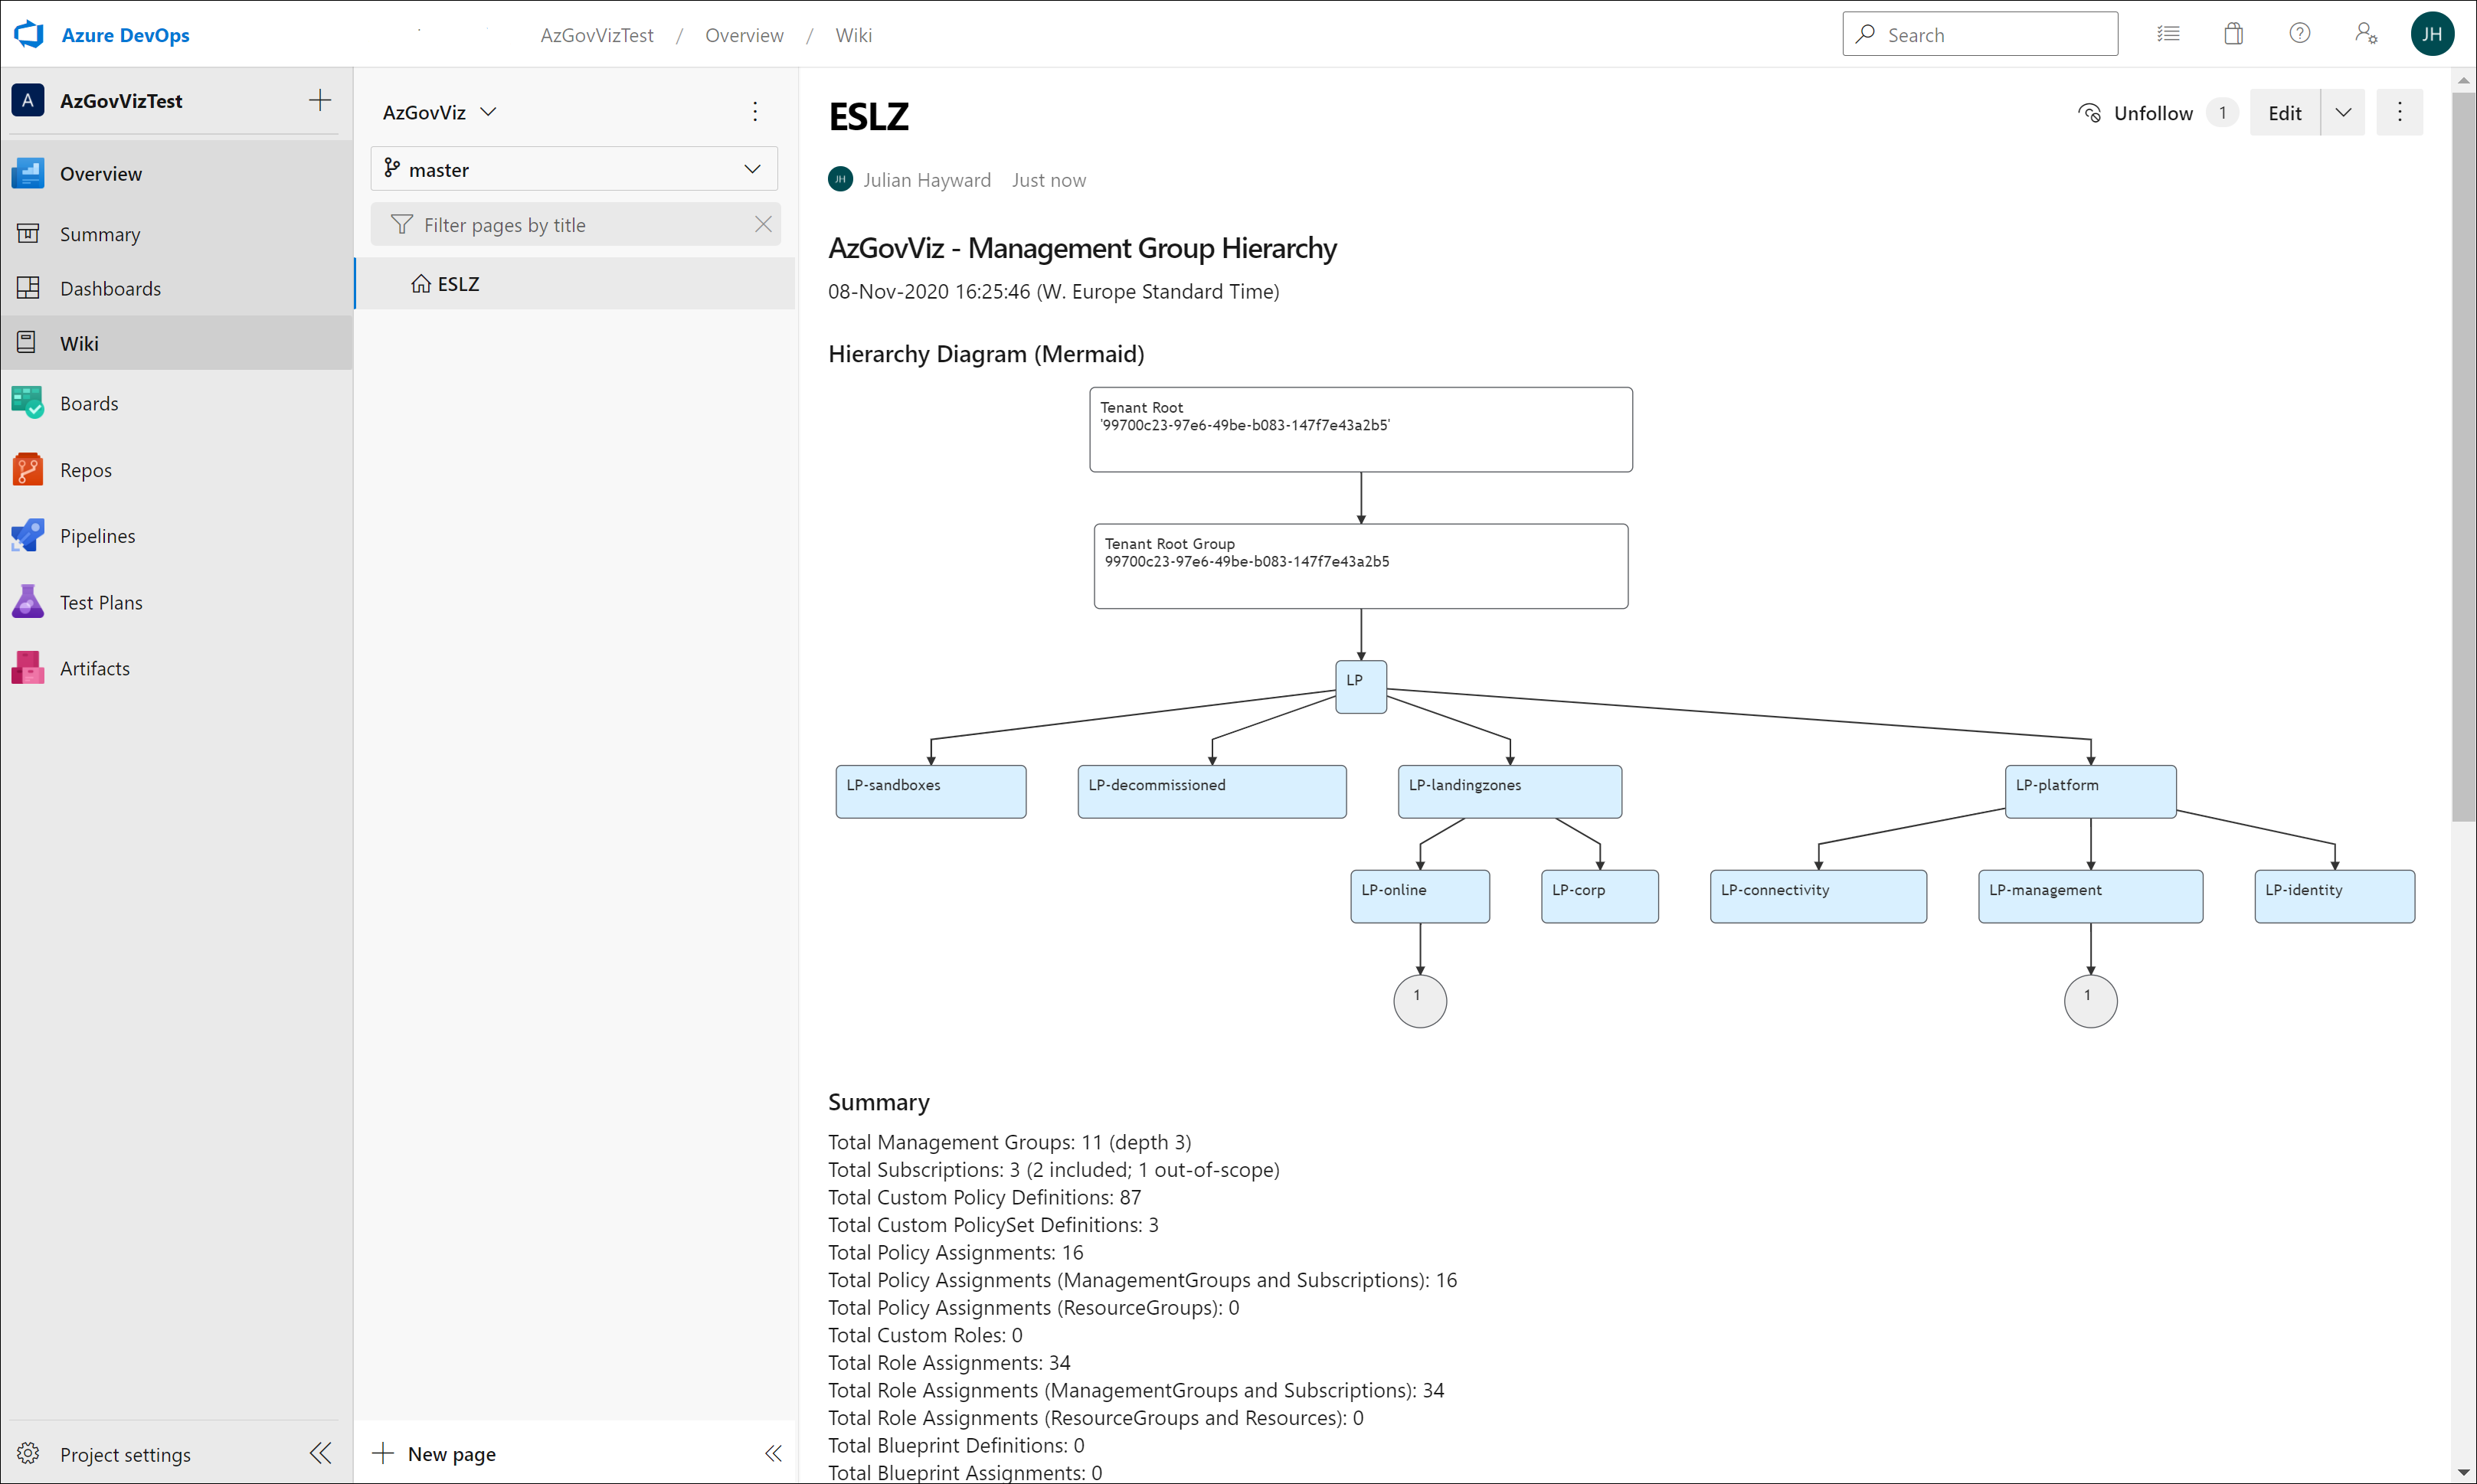 Azure DevOps
AzGovVizTest / Overview / Wiki
Search
JH
A AzGovVizTest
Overview
Summary
Dashboards
Wiki
Boards
Repos
Pipelines
Test Plans
Artifacts
Project settings
AzGovViz
master
Filter pages by title
ESLZ
New page
ESLZ
Unfollow 1
Edit
JH Julian Hayward Just now
AzGovViz - Management Group Hierarchy
08-Nov-2020 16:25:46 (W. Europe Standard Time)
Hierarchy Diagram (Mermaid)
Tenant Root
'99700c23-97e6-49be-b083-147f7e43a2b5'
Tenant Root Group
99700c23-97e6-49be-b083-147f7e43a2b5
LP
LP-sandboxes
LP-decommissioned
LP-landingzones
LP-platform
LP-online
LP-corp
LP-connectivity
LP-management
LP-identity
1
1
Summary
Total Management Groups: 11 (depth 3)
Total Subscriptions: 3 (2 included; 1 out-of-scope)
Total Custom Policy Definitions: 87
Total Custom PolicySet Definitions: 3
Total Policy Assignments: 16
Total Policy Assignments (ManagementGroups and Subscriptions): 16
Total Policy Assignments (ResourceGroups): 0
Total Custom Roles: 0
Total Role Assignments: 34
Total Role Assignments (ManagementGroups and Subscriptions): 34
Total Role Assignments (ResourceGroups and Resources): 0
Total Blueprint Definitions: 0
Total Blueprint Assignments: 0